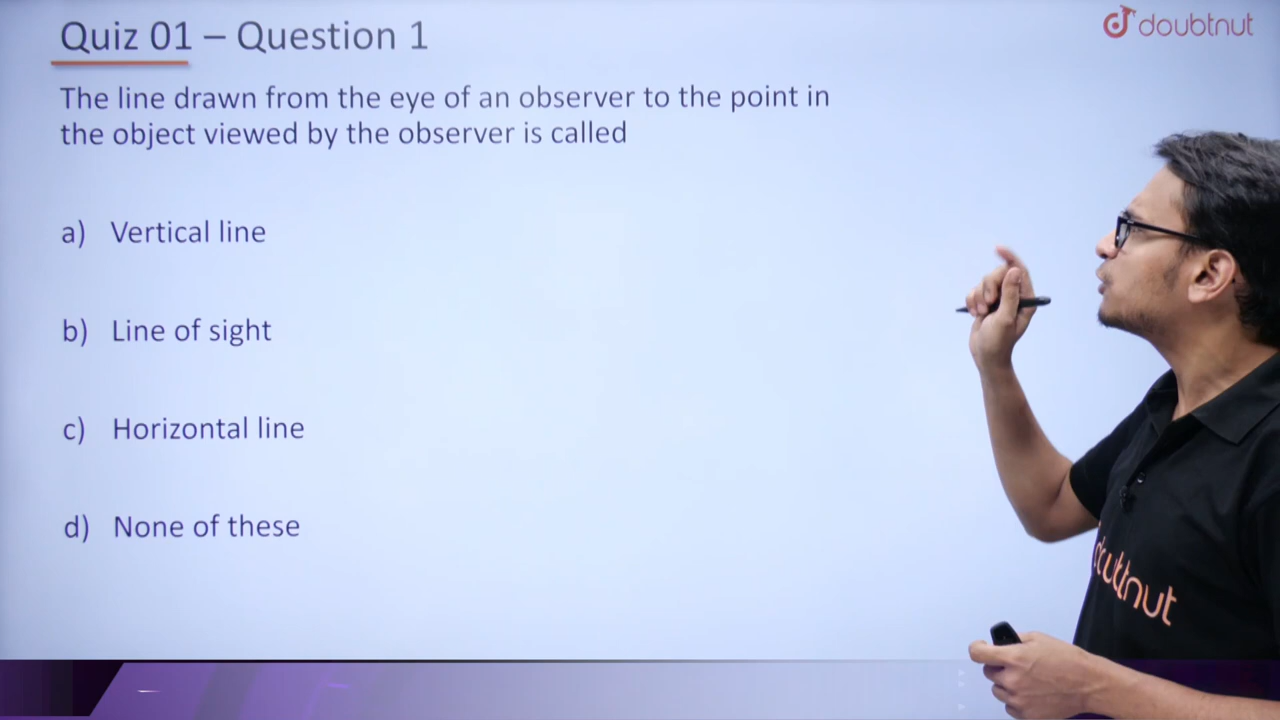 Quiz 01 – Question 1
doubtnut
The line drawn from the eye of an observer to the point in
the object viewed by the observer is called
a) Vertical line
b) Line of sight
c) Horizontal line
d) None of these
doubtnut